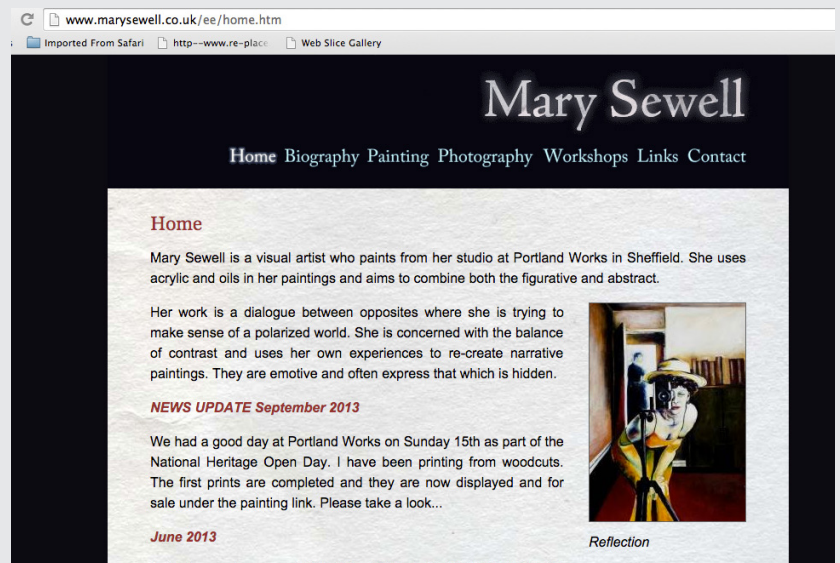 www.marysewell.co.uk/ee/home.htm
Imported From Safari http--www.re-place Web Slice Gallery
Mary Sewell
Home Biography Painting Photography Workshops Links Contact
Home
Mary Sewell is a visual artist who paints from her studio at Portland Works in Sheffield. She uses
acrylic and oils in her paintings and aims to combine both the figurative and abstract.
Her work is a dialogue between opposites where she is trying to
make sense of a polarized world. She is concerned with the balance
of contrast and uses her own experiences to re-create narrative
paintings. They are emotive and often express that which is hidden.
NEWS UPDATE September 2013
We had a good day at Portland Works on Sunday 15th as part of the
National Heritage Open Day. I have been printing from woodcuts.
The first prints are completed and they are now displayed and for
sale under the painting link. Please take a look...
June 2013
Reflection